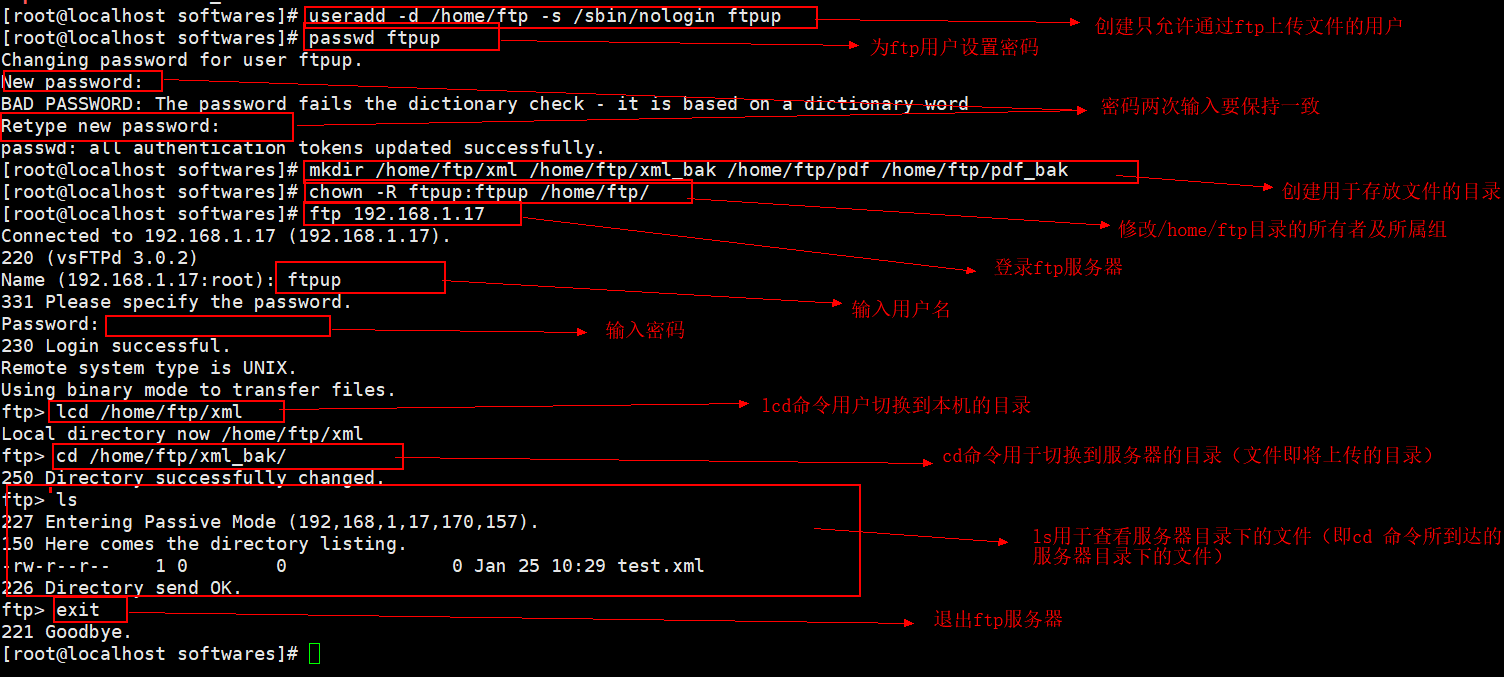 [root@localhost softwares]# useradd -d /home/ftp -s /sbin/nologin ftpup
创建只允许通过ftp上传文件的用户
[root@localhost softwares]# passwd ftpup
为ftp用户设置密码
Changing password for user ftpup.
New password:
BAD PASSWORD: The password fails the dictionary check - it is based on a dictionary word
密码两次输入要保持一致
Retype new password:
passwd: all authentication tokens updated successfully.
[root@localhost softwares]# mkdir /home/ftp/xml /home/ftp/xml_bak /home/ftp/pdf /home/ftp/pdf_bak
创建用于存放文件的目录
[root@localhost softwares]# chown -R ftpup:ftpup /home/ftp/
修改/home/ftp目录的所有者及所属组
[root@localhost softwares]# ftp 192.168.1.17
登录ftp服务器
Connected to 192.168.1.17 (192.168.1.17).
220 (vsFTPd 3.0.2)
Name (192.168.1.17:root): ftpup
输入用户名
331 Please specify the password.
Password:
输入密码
230 Login successful.
Remote system type is UNIX.
Using binary mode to transfer files.
ftp> lcd /home/ftp/xml
lcd命令用户切换到本机的目录
Local directory now /home/ftp/xml
ftp> cd /home/ftp/xml_bak/
cd命令用于切换到服务器的目录（文件即将上传的目录）
250 Directory successfully changed.
ftp> ls
227 Entering Passive Mode (192,168,1,17,170,157).
150 Here comes the directory listing.
ls用于查看服务器目录下的文件（即cd 命令所到达的
服务器目录下的文件）
-rw-r--r-- 1 0 0 0 Jan 25 10:29 test.xml
226 Directory send OK.
ftp> exit
退出ftp服务器
221 Goodbye.
[root@localhost softwares]#